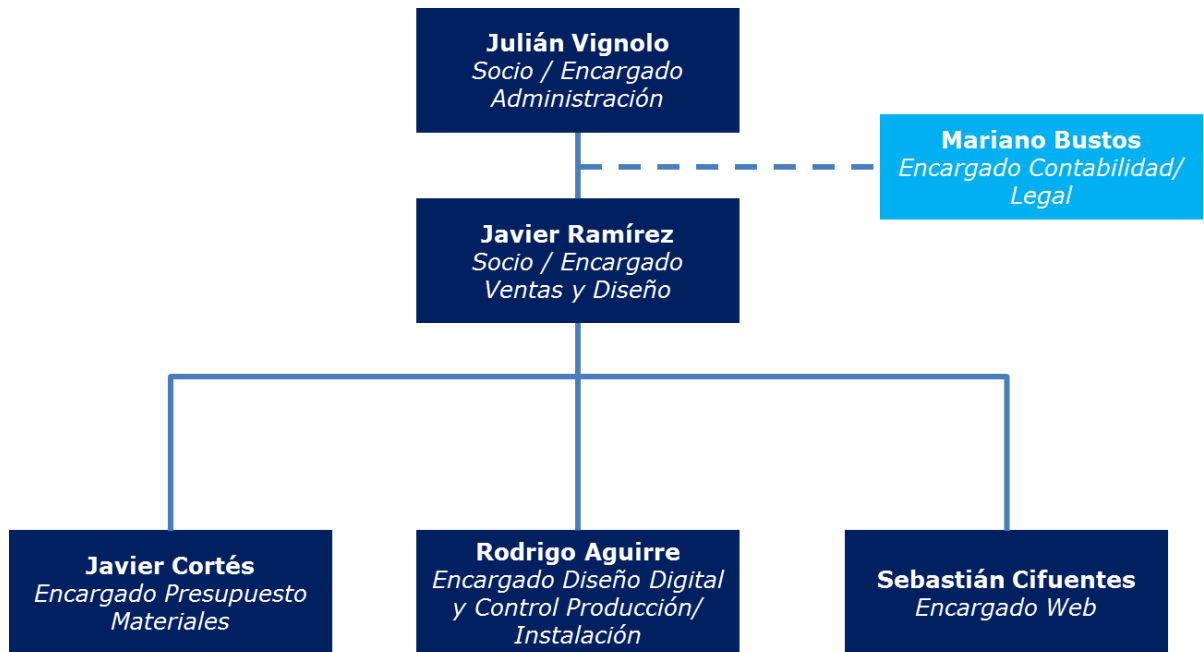 Julián Vignolo
Socio / Encargado
Administración
Mariano Bustos
Encargado Contabilidad/
Legal
Javier Ramírez
Socio / Encargado
Ventas y Diseño
Javier Cortés
Encargado Presupuesto
Materiales
Rodrigo Aguirre
Encargado Diseño Digital
y Control Producción/
Instalación
Sebastián Cifuentes
Encargado Web